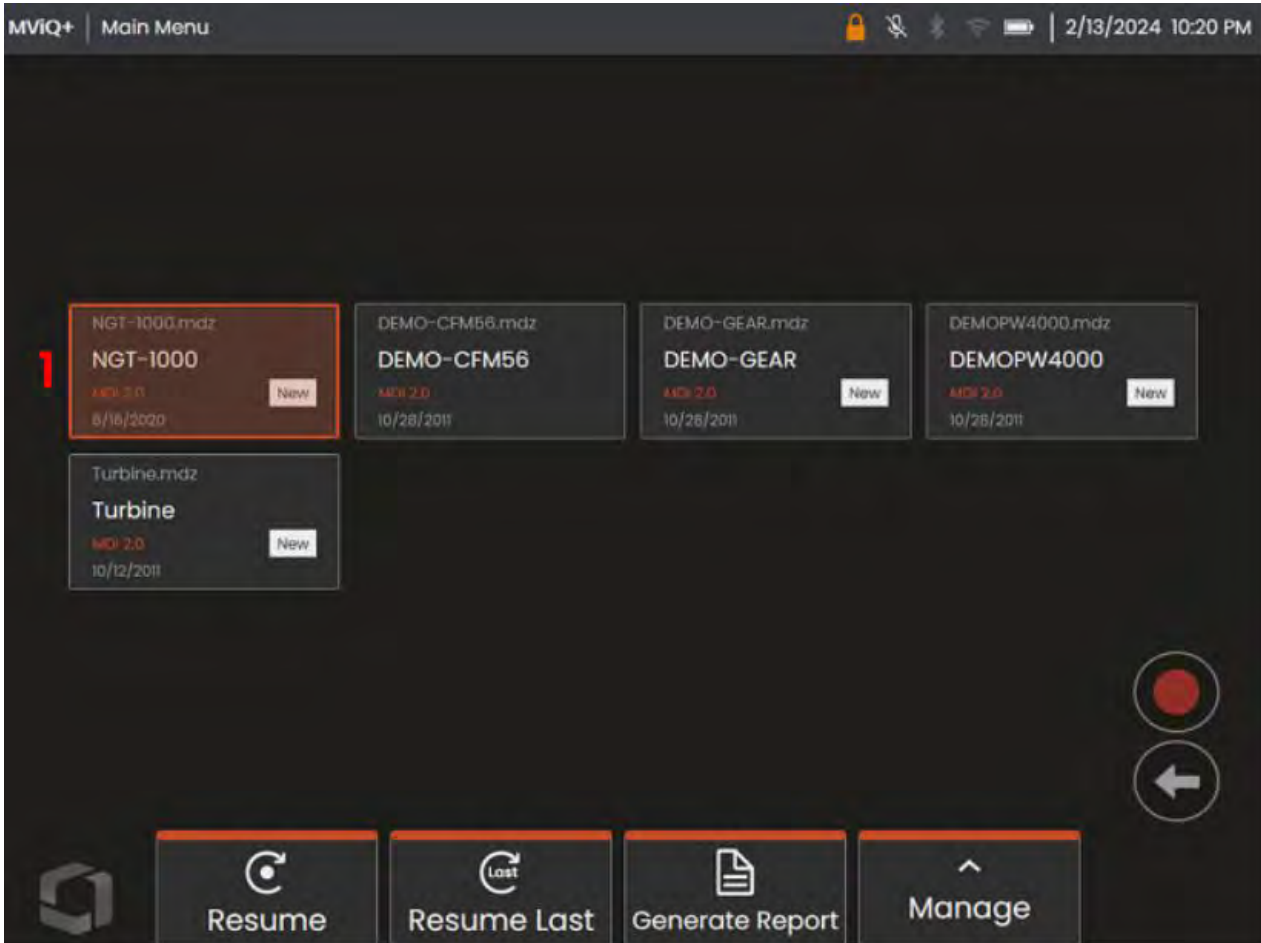 MViQ+ | Main Menu
2/13/2024 10:20 PM
NGT-1000.mdz
NGT-1000
MDI 2.0
New
8/18/2020
DEMO-CFM56.mdz
DEMO-CFM56
MDI 2.0
10/28/2011
DEMO-GEAR.mdz
DEMO-GEAR
MDI 2.0
New
10/28/2011
DEMOPW4000.mdz
DEMOPW4000
MDI 2.0
New
10/28/2011
1
Turbine.mdz
Turbine
MDI 2.0
New
10/12/2011
Resume
Last
Resume Last
Generate Report
Manage